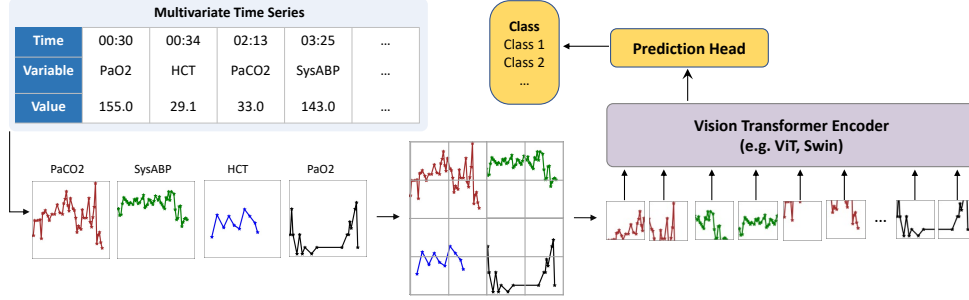 Multivariate Time Series
Time 00:30 00:34 02:13 03:25 ...
Variable PaO2 HCT PaCO2 SysABP ...
Value 155.0 29.1 33.0 143.0 ...
Class
Class 1
Class 2
...
Prediction Head
Vision Transformer Encoder
(e.g. ViT, Swin)
PaCO2 SysABP HCT PaO2
...